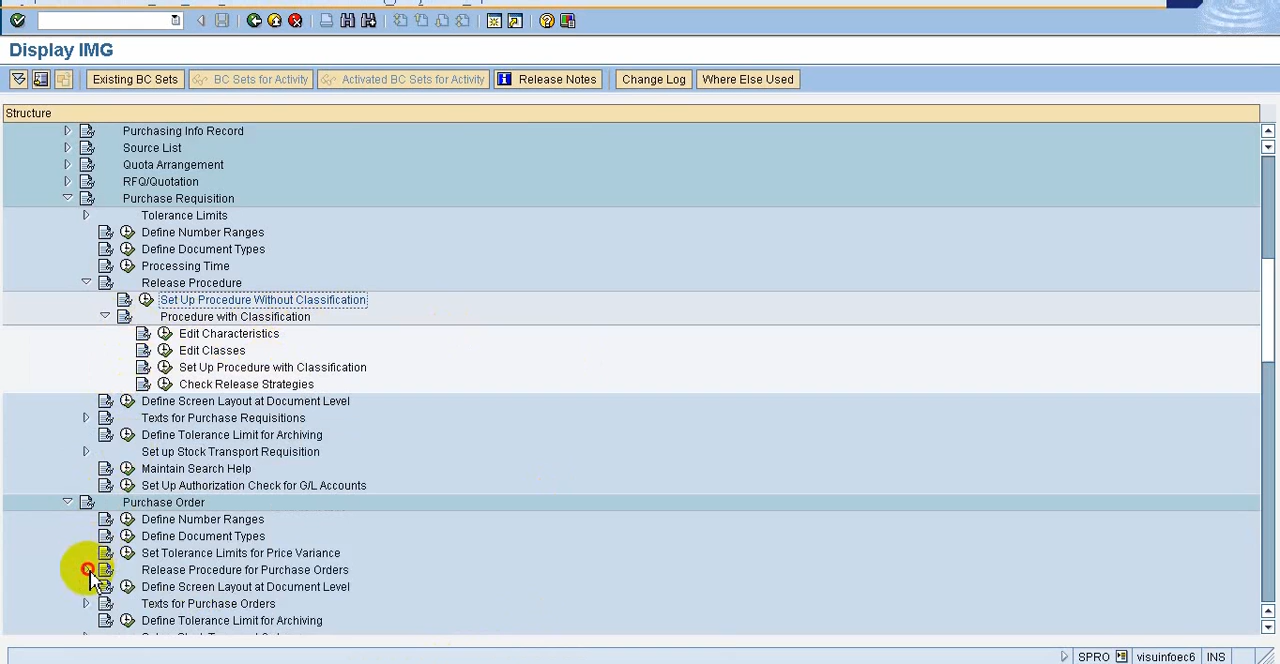 Display IMG
Existing BC Sets
BC Sets for Activity
Activated BC Sets for Activity
Release Notes
Change Log
Where Else Used
Structure
Purchasing Info Record
Source List
Quota Arrangement
RFQ/Quotation
Purchase Requisition
Tolerance Limits
Define Number Ranges
Define Document Types
Processing Time
Release Procedure
Set Up Procedure Without Classification
Procedure with Classification
Edit Characteristics
Edit Classes
Set Up Procedure with Classification
Check Release Strategies
Define Screen Layout at Document Level
Texts for Purchase Requisitions
Define Tolerance Limit for Archiving
Set up Stock Transport Requisition
Maintain Search Help
Set Up Authorization Check for G/L Accounts
Purchase Order
Define Number Ranges
Define Document Types
Set Tolerance Limits for Price Variance
Release Procedure for Purchase Orders
Define Screen Layout at Document Level
Texts for Purchase Orders
Define Tolerance Limit for Archiving
SPRO
visuinfoec6
INS